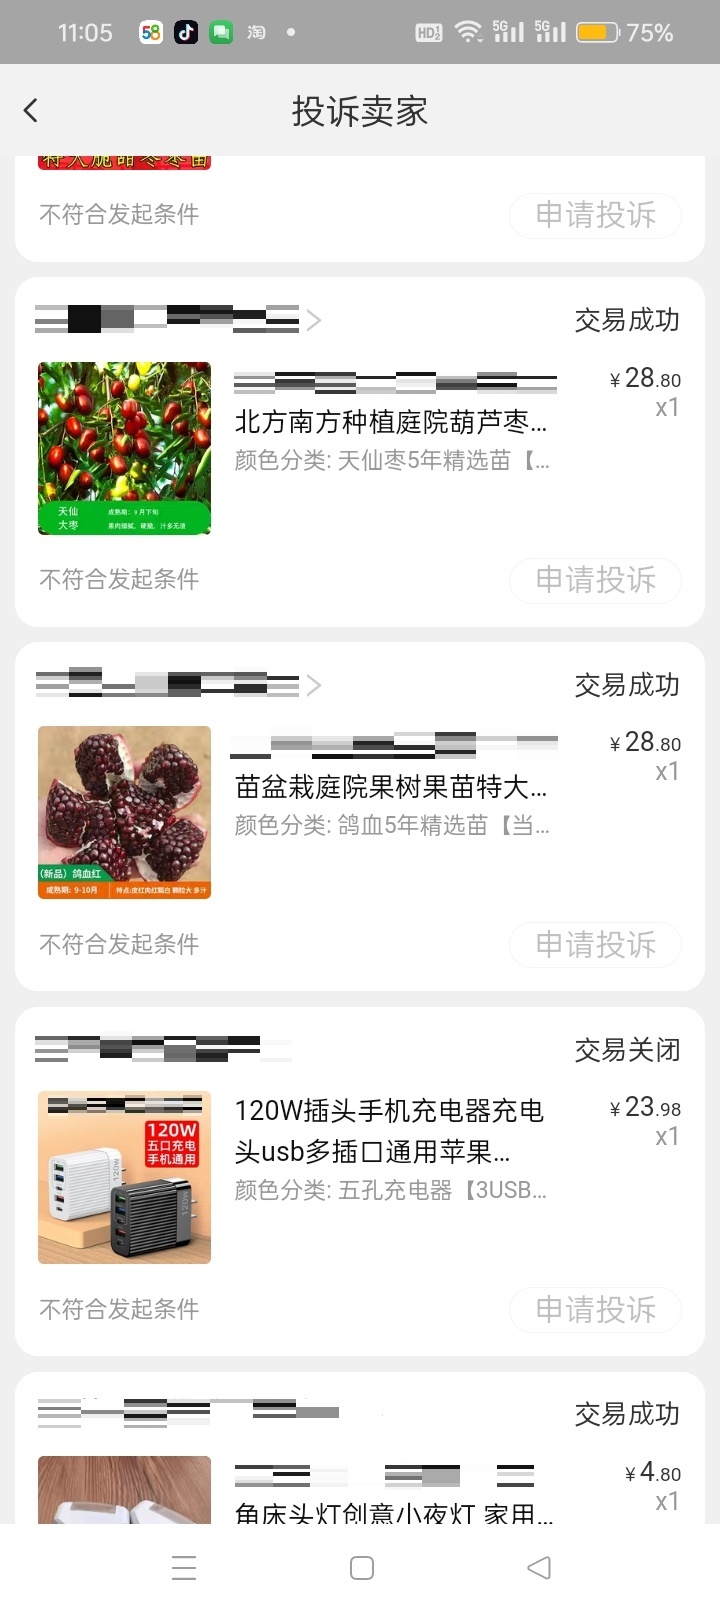 11:05
58
淘
HD
5G
5G
75%
投诉卖家
特大脆甜冬枣苗
不符合发起条件
申请投诉
交易成功
¥28.80
北方南方种植庭院葫芦枣...
x1
颜色分类: 天仙枣5年精选苗【...
天仙
大枣
成熟期：9月下旬
果肉细腻，硬脆，汁多无渣
不符合发起条件
申请投诉
交易成功
¥28.80
苗盆栽庭院果树果苗特大...
x1
颜色分类: 鸽血5年精选苗【当...
(新品) 鸽血红
成熟期: 9-10月
特点:皮红肉红籽白 颗粒大 多汁
不符合发起条件
申请投诉
交易关闭
120W插头手机充电器充电
头usb多插口通用苹果...
¥23.98
x1
颜色分类: 五孔充电器【3USB...
120W
五口充电
手机通用
120W
120W
不符合发起条件
申请投诉
交易成功
¥4.80
x1
角床头灯创意小夜灯 家用...